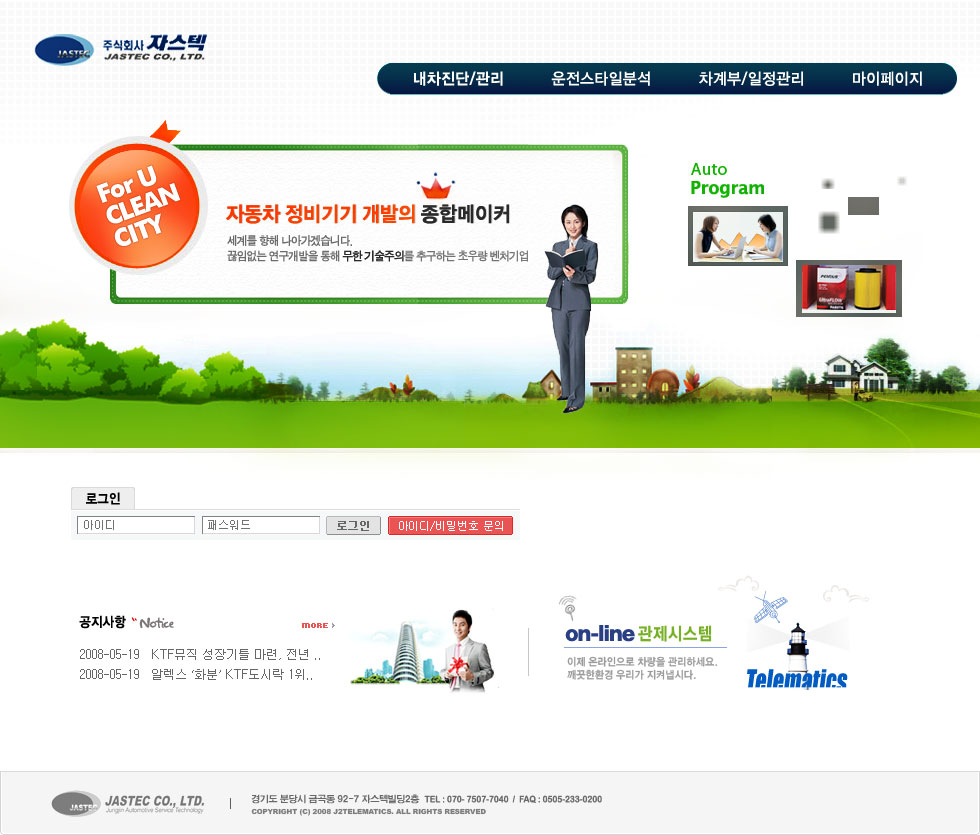 JASTEC
주식회사 자스텍
JASTEC CO., LTD.
내차진단/관리
운전스타일분석
차계부/일정관리
마이페이지
For U
CLEAN
CITY
자동차 정비기기 개발의 종합메이커
세계를 향해 나아가겠습니다.
끊임없는 연구개발을 통해 무한 기술주의를 추구하는 초우량 벤처기업
Auto
Program
로그인
아이디
패스워드
로그인
아이디/비밀번호 문의
공지사항 " Notice
MORE >
2008-05-19 KTF뮤직 성장기틀 마련, 전년 ..
2008-05-19 알렉스 '화분' KTF도시락 1위..
on-line 관제시스템
이제 온라인으로 차량을 관리하세요.
깨끗한환경 우리가 지켜냅시다.
Telematics
JASTEC
JASTEC CO., LTD.
Jungin Automotive Service Technology
경기도 분당시 금곡동 92-7 자스텍빌딩2층 TEL : 070- 7507-7040 / FAQ : 0505-233-0200
COPYRIGHT (C) 2008 J2TELEMATICS. ALL RIGHTS RESERVED